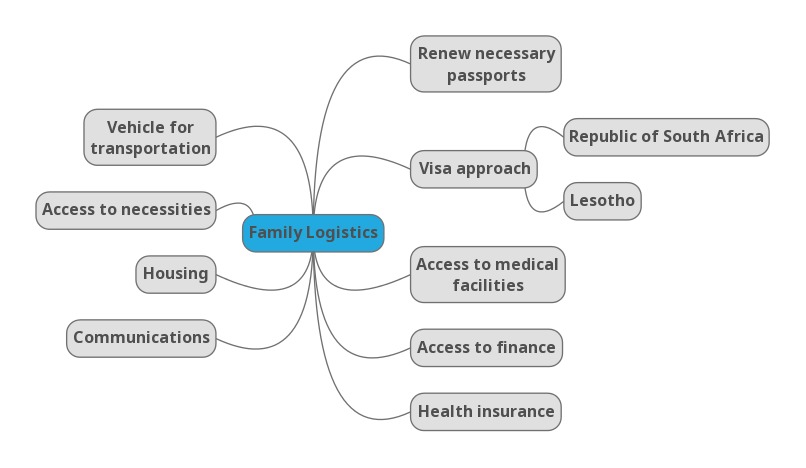 Renew necessary
passports
Vehicle for
transportation
Republic of South Africa
Visa approach
Access to necessities
Lesotho
Family Logistics
Housing
Access to medical
facilities
Communications
Access to finance
Health insurance